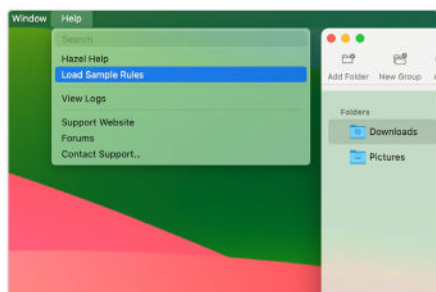 Window Help
Search
Hazel Help
Load Sample Rules
View Logs
Support Website
Forums
Contact Support...
Add Folder New Group
Folders
Downloads
Pictures